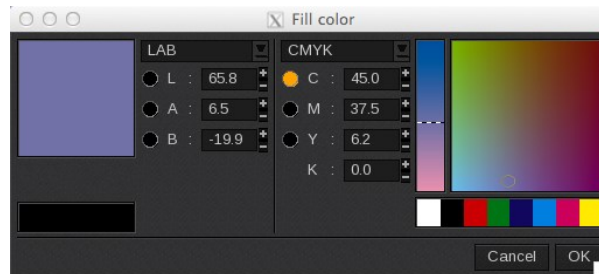 Fill color
LAB CMYK
L : 65.8 C : 45.0
A : 6.5 M : 37.5
B : -19.9 Y : 6.2
K : 0.0
Cancel OK